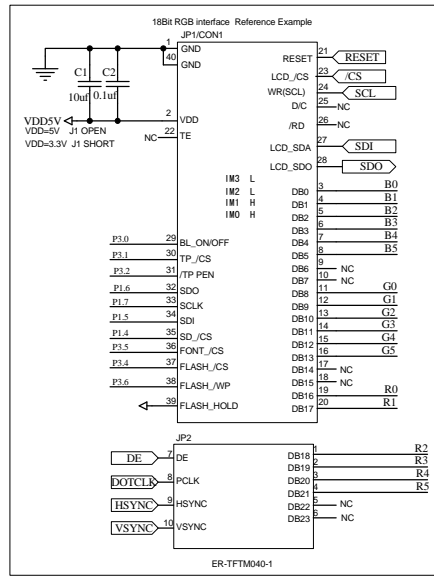 18Bit RGB interface Reference Example
JP1/CON1
1 GND
40 GND
C1 C2
10uf 0.1uf
VDD5V 2 VDD
VDD=5V J1 OPEN
VDD=3.3V J1 SHORT
NC 22 TE
RESET 21 RESET
LCD_/CS 23 /CS
WR(SCL) 24 SCL
D/C 25 NC
/RD 26 NC
LCD_SDA 27 SDI
LCD_SDO 28 SDO
IM3 L
IM2 L
IM1 H
IM0 H
DB0 3 B0
DB1 4 B1
DB2 5 B2
DB3 6 B3
DB4 7 B4
DB5 8 B5
DB6 9 NC
DB7 10 NC
DB8 11 G0
DB9 12 G1
DB10 13 G2
DB11 14 G3
DB12 15 G4
DB13 16 G5
DB14 17 NC
DB15 18 NC
DB16 19 R0
DB17 20 R1
P3.0 29 BL_ON/OFF
P3.1 30 TP_/CS
P3.2 31 /TP PEN
P1.6 32 SDO
P1.7 33 SCLK
P1.5 34 SDI
P1.4 35 SD_/CS
P3.5 36 FONT_/CS
P3.4 37 FLASH_/CS
P3.6 38 FLASH_/WP
39 FLASH_HOLD
JP2
DE 7 DE
DOTCLK 8 PCLK
HSYNC 9 HSYNC
VSYNC 10 VSYNC
DB18 1 R2
DB19 2 R3
DB20 3 R4
DB21 4 R5
DB22 5 NC
DB23 6 NC
ER-TFTM040-1